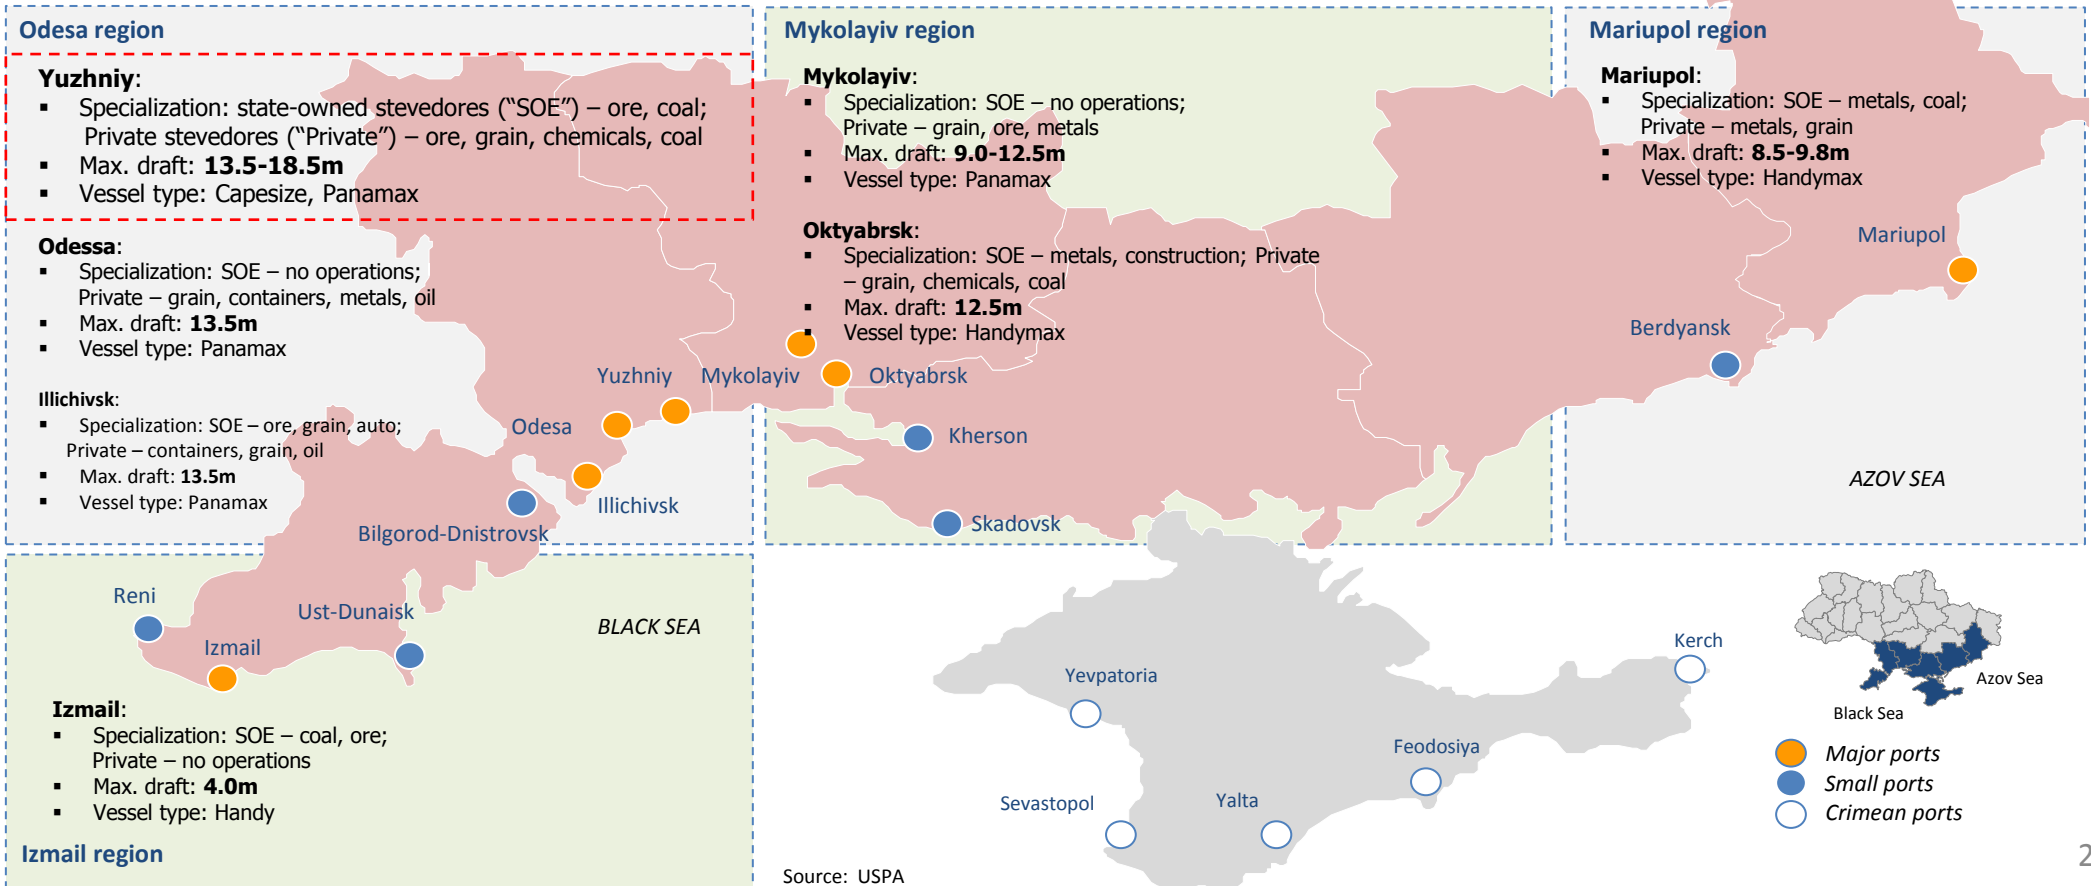 Odesa region
Yuzhniy:
▪ Specialization: state-owned stevedores (“SOE”) – ore, coal;
Private stevedores (“Private”) – ore, grain, chemicals, coal
▪ Max. draft: 13.5-18.5m
▪ Vessel type: Capesize, Panamax
Odessa:
▪ Specialization: SOE – no operations;
Private – grain, containers, metals, oil
▪ Max. draft: 13.5m
▪ Vessel type: Panamax
Illichivsk:
▪ Specialization: SOE – ore, grain, auto;
Private – containers, grain, oil
▪ Max. draft: 13.5m
▪ Vessel type: Panamax
Yuzhniy
Odesa
Illichivsk
Bilgorod-Dnistrovsk
Mykolayiv region
Mykolayiv:
▪ Specialization: SOE – no operations;
Private – grain, ore, metals
▪ Max. draft: 9.0-12.5m
▪ Vessel type: Panamax
Oktyabrsk:
▪ Specialization: SOE – metals, construction; Private
– grain, chemicals, coal
▪ Max. draft: 12.5m
▪ Vessel type: Handymax
Mykolayiv
Oktyabrsk
Kherson
Skadovsk
Mariupol region
Mariupol:
▪ Specialization: SOE – metals, coal;
Private – metals, grain
▪ Max. draft: 8.5-9.8m
▪ Vessel type: Handymax
Mariupol
Berdyansk
AZOV SEA
Reni
Ust-Dunaisk
Izmail
BLACK SEA
Izmail:
▪ Specialization: SOE – coal, ore;
Private – no operations
▪ Max. draft: 4.0m
▪ Vessel type: Handy
Izmail region
Kerch
Yevpatoria
Feodosiya
Sevastopol
Yalta
Azov Sea
Black Sea
Major ports
Small ports
Crimean ports
Source: USPA
2